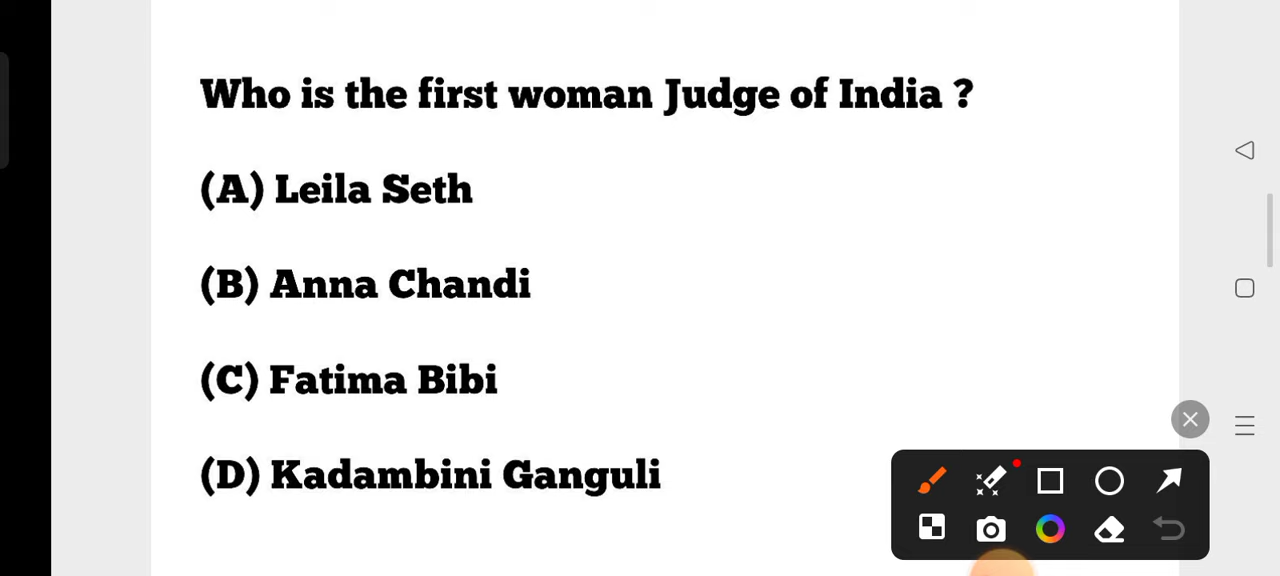 Who is the first woman Judge of India ?
(A) Leila Seth
(B) Anna Chandi
(C) Fatima Bibi
(D) Kadambini Ganguli